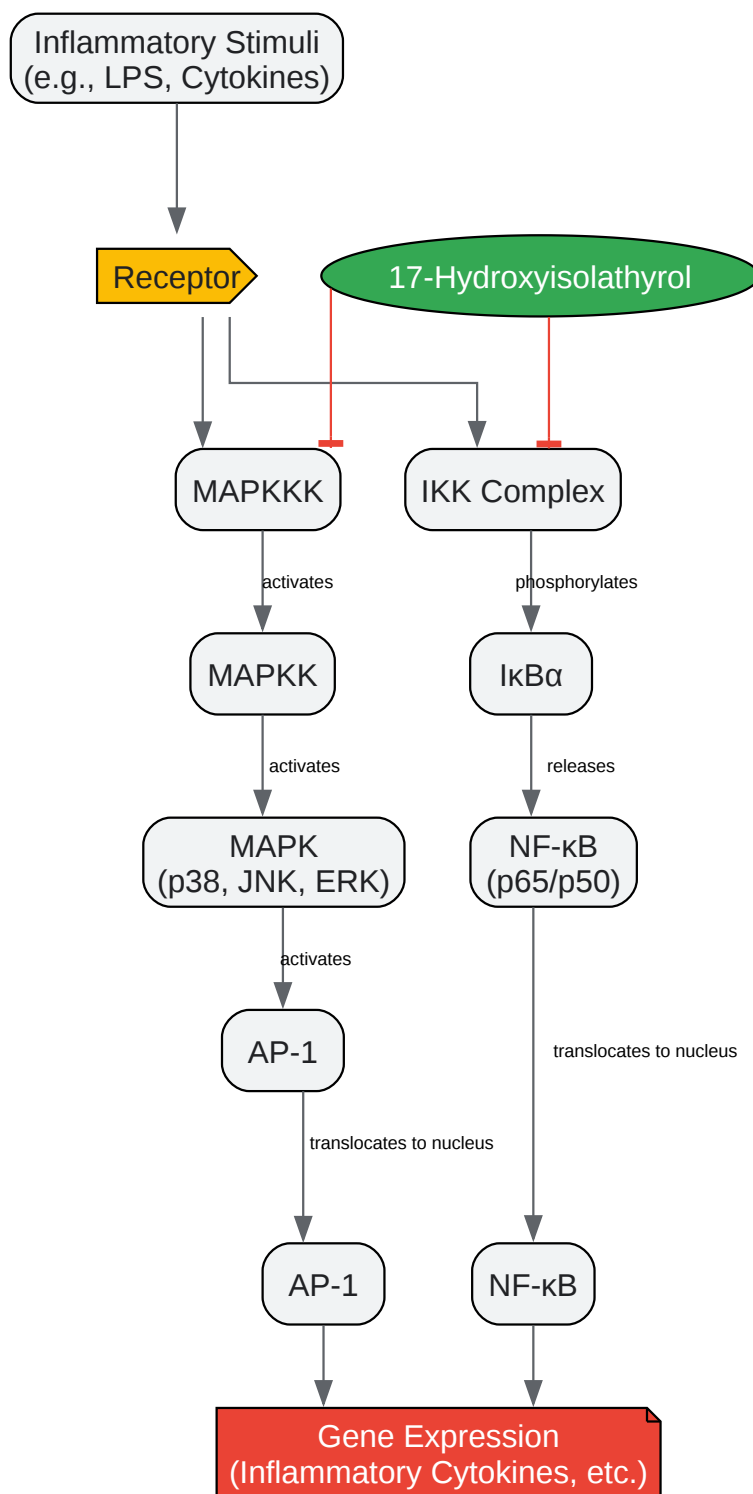 Inflammatory Stimuli
(e.g., LPS, Cytokines)
Receptor
17-Hydroxyisolathyrol
MAPKKK
IKK Complex
activates
phosphorylates
MAPKK
IκBα
activates
releases
MAPK
(p38, JNK, ERK)
NF-κB
(p65/p50)
activates
AP-1
translocates to nucleus
translocates to nucleus
AP-1
NF-κB
Gene Expression
(Inflammatory Cytokines, etc.)